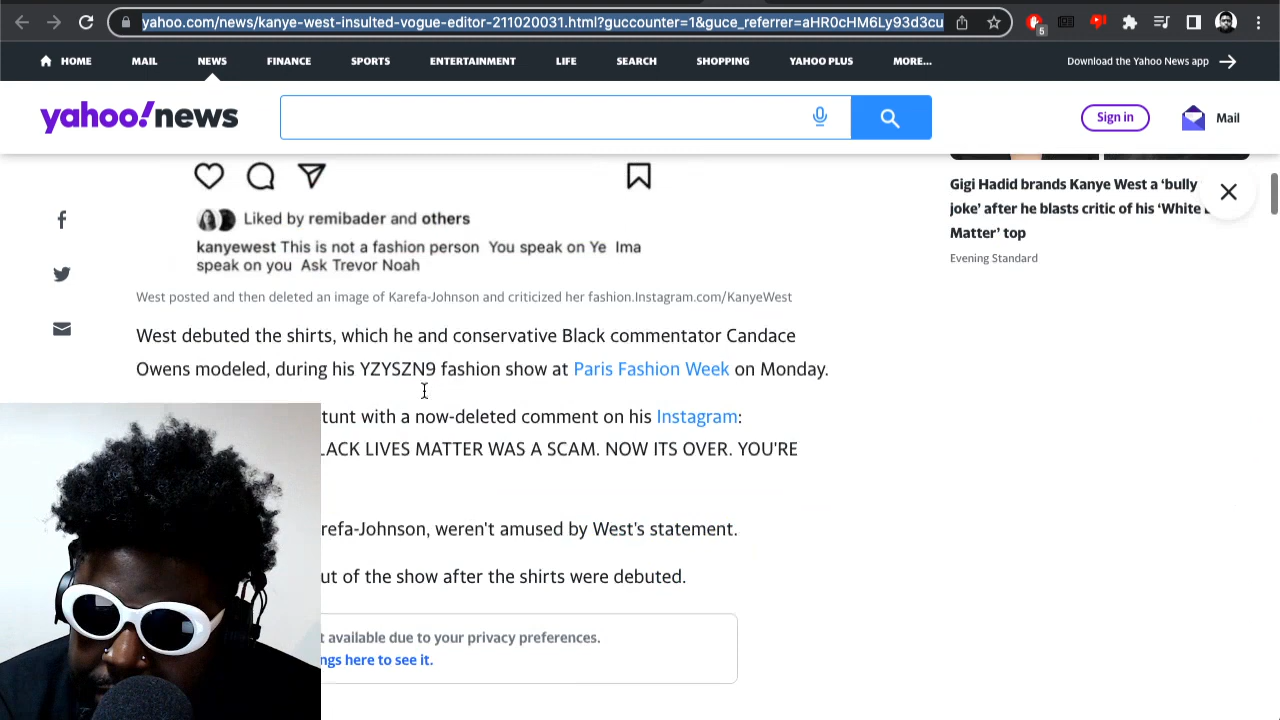 yahoo.com/news/kanye-west-insulted-vogue-editor-211020031.html?guccounter=1&guce_referrer=aHR0cHM6Ly93d3cu
5
HOME MAIL NEWS FINANCE SPORTS ENTERTAINMENT LIFE SEARCH SHOPPING YAHOO PLUS MORE... Download the Yahoo News app
yahoo!news
Sign in
Mail
Liked by remibader and others
kanyewest This is not a fashion person You speak on Ye Ima
speak on you Ask Trevor Noah
West posted and then deleted an image of Karefa-Johnson and criticized her fashion.Instagram.com/KanyeWest
West debuted the shirts, which he and conservative Black commentator Candace
Owens modeled, during his YZYSZN9 fashion show at Paris Fashion Week on Monday.
tunt with a now-deleted comment on his Instagram:
LACK LIVES MATTER WAS A SCAM. NOW ITS OVER. YOU'RE
refa-Johnson, weren't amused by West's statement.
ut of the show after the shirts were debuted.
t available due to your privacy preferences.
ngs here to see it.
Gigi Hadid brands Kanye West a ‘bully
joke’ after he blasts critic of his ‘White
Matter’ top
Evening Standard